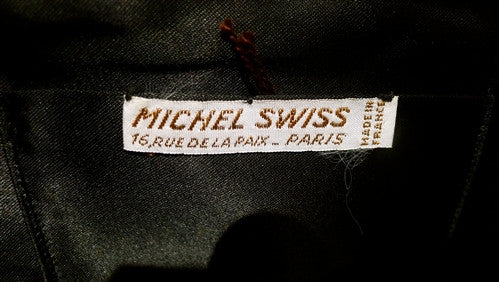 MICHEL SWISS
16, RUE DE LA PAIX - PARIS
MADE IN
FRANCE